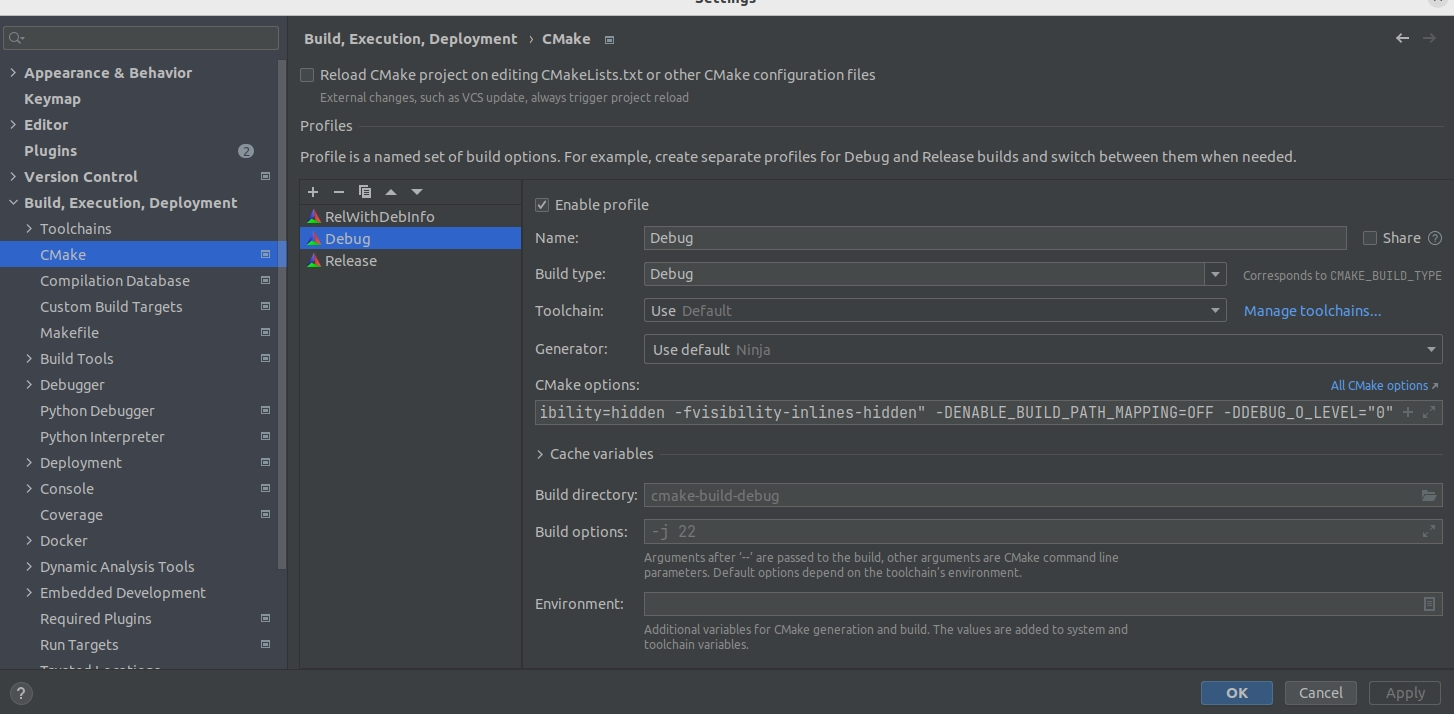 Settings
Build, Execution, Deployment › CMake
Reload CMake project on editing CMakeLists.txt or other CMake configuration files
External changes, such as VCS update, always trigger project reload
Profiles
Profile is a named set of build options. For example, create separate profiles for Debug and Release builds and switch between them when needed.
Appearance & Behavior
Keymap
Editor
Plugins 2
Version Control
Build, Execution, Deployment
Toolchains
CMake
Compilation Database
Custom Build Targets
Makefile
Build Tools
Debugger
Python Debugger
Python Interpreter
Deployment
Console
Coverage
Docker
Dynamic Analysis Tools
Embedded Development
Required Plugins
Run Targets
Trusted Locations
RelWithDebInfo
Debug
Release
Enable profile
Name: Debug Share ?
Build type: Debug Corresponds to CMAKE_BUILD_TYPE
Toolchain: Use Default Manage toolchains...
Generator: Use default Ninja
CMake options: All CMake options ↗
ibility=hidden -fvisibility-inlines-hidden" -DENABLE_BUILD_PATH_MAPPING=OFF -DDEBUG_O_LEVEL="0"
Cache variables
Build directory: cmake-build-debug
Build options: -j 22
Arguments after '--' are passed to the build, other arguments are CMake command line
parameters. Default options depend on the toolchain's environment.
Environment:
Additional variables for CMake generation and build. The values are added to system and
toolchain variables.
? OK Cancel Apply